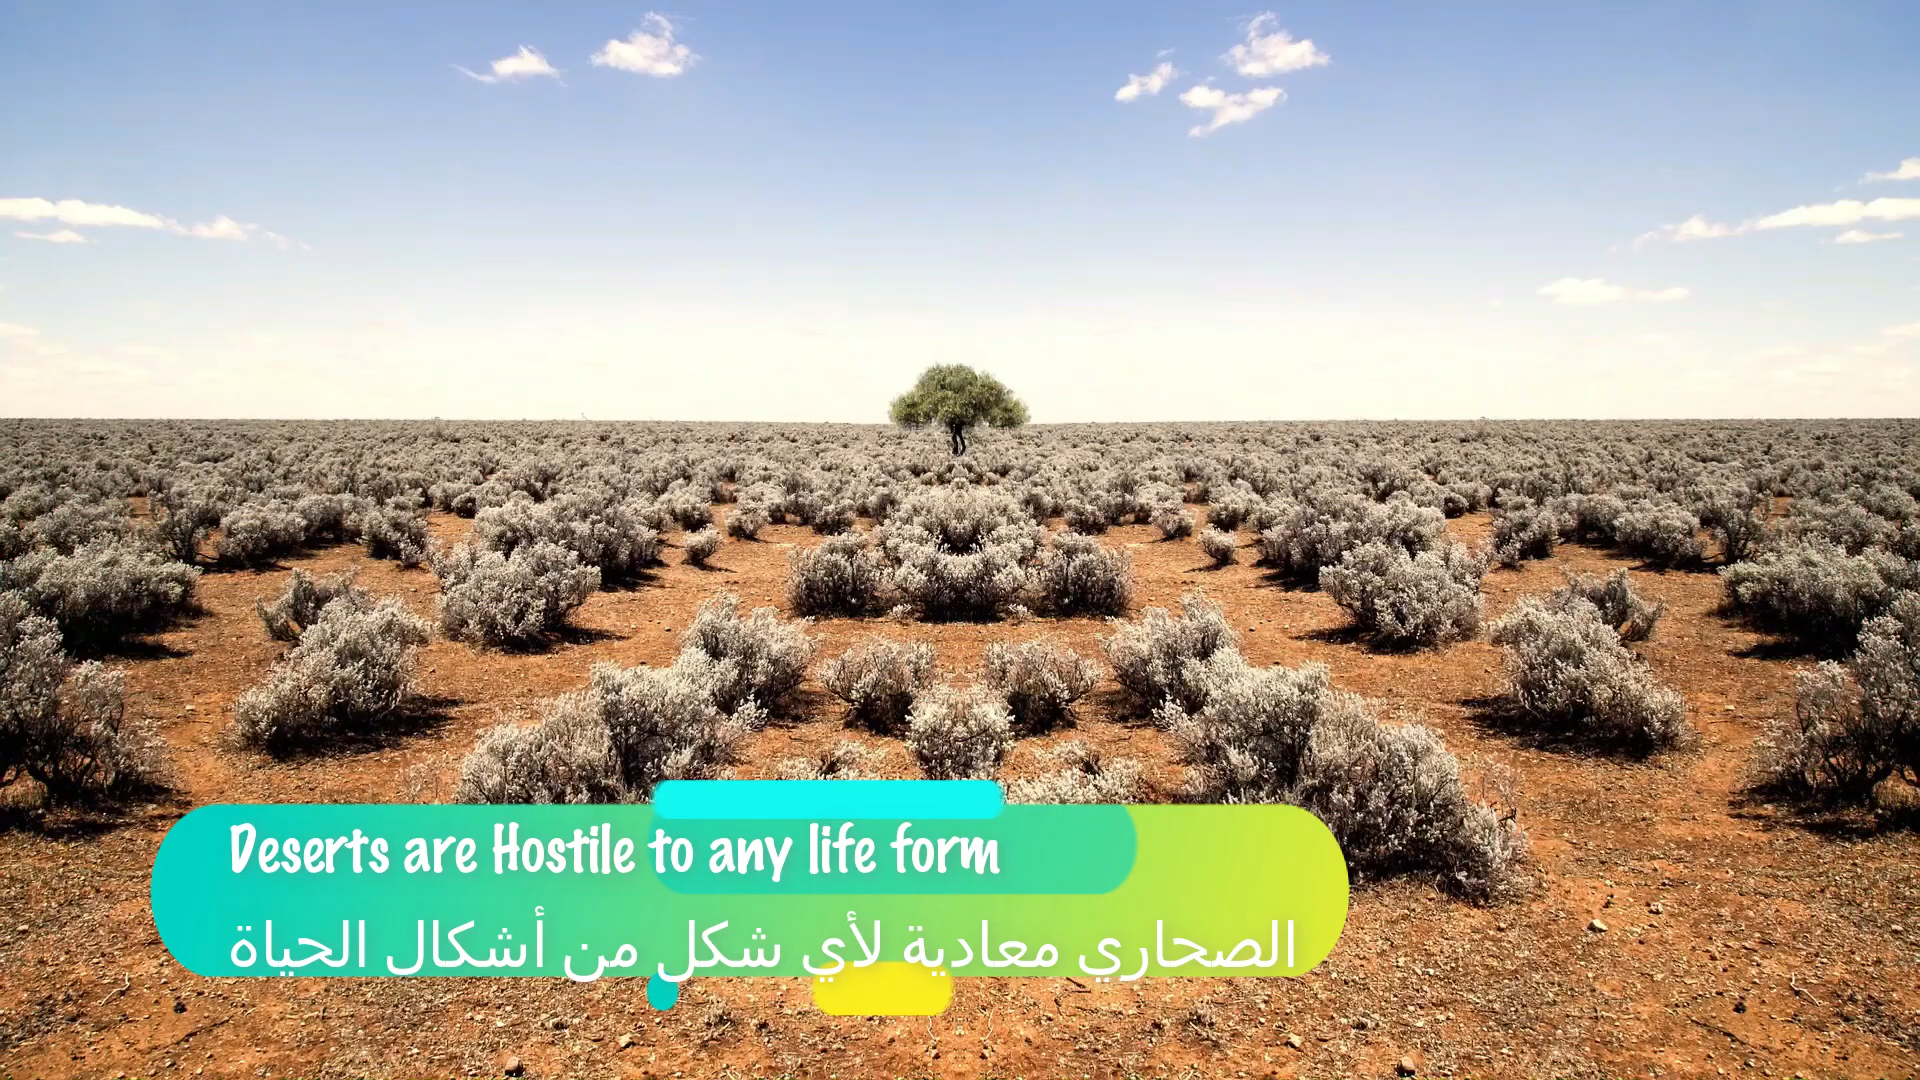 Deserts are Hostile to any life form
الصحاري معادية لأي شكل من أشكال الحياة